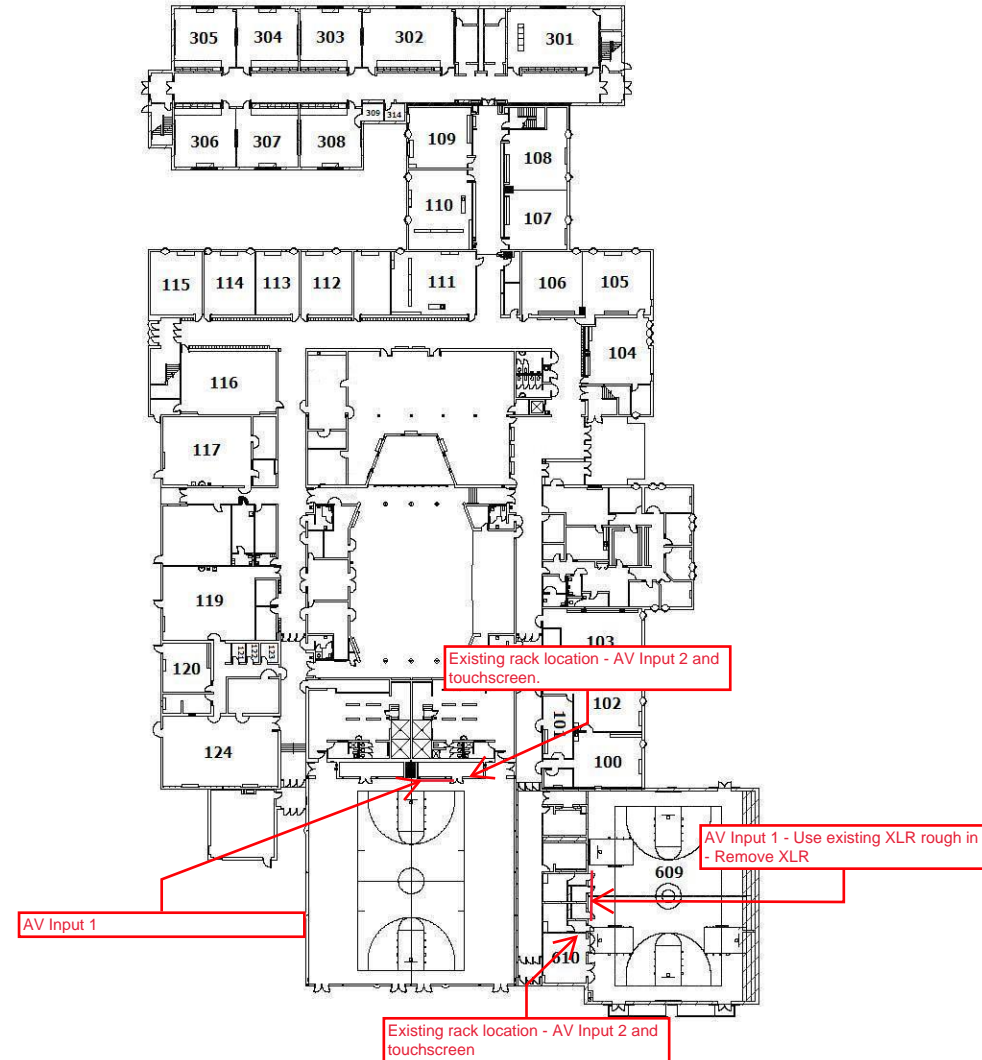 305 304 303 302 301
309 314
306 307 308
109 108
110 107
115 114 113 112 111 106 105
104
116
117
119
103
Existing rack location - AV Input 2 and
touchscreen.
121 122 123
120
102
101
124
100
AV Input 1 - Use existing XLR rough in
- Remove XLR
609
AV Input 1
610
Existing rack location - AV Input 2 and
touchscreen